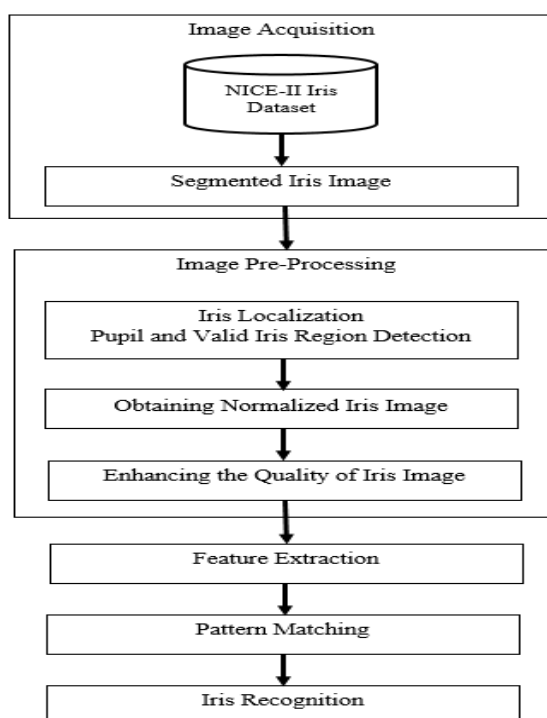 Image Acquisition
NICE-II Iris
Dataset
Segmented Iris Image
Image Pre-Processing
Iris Localization
Pupil and Valid Iris Region Detection
Obtaining Normalized Iris Image
Enhancing the Quality of Iris Image
Feature Extraction
Pattern Matching
Iris Recognition